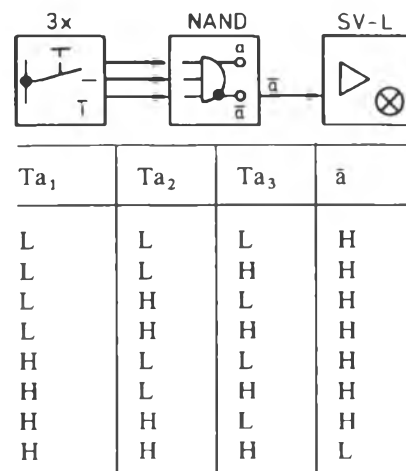 3x NAND SV-L
a
ā ā
T
Ta₁ Ta₂ Ta₃ ā
L L L H
L L H H
L H L H
L H H H
H L L H
H L H H
H H L H
H H H L